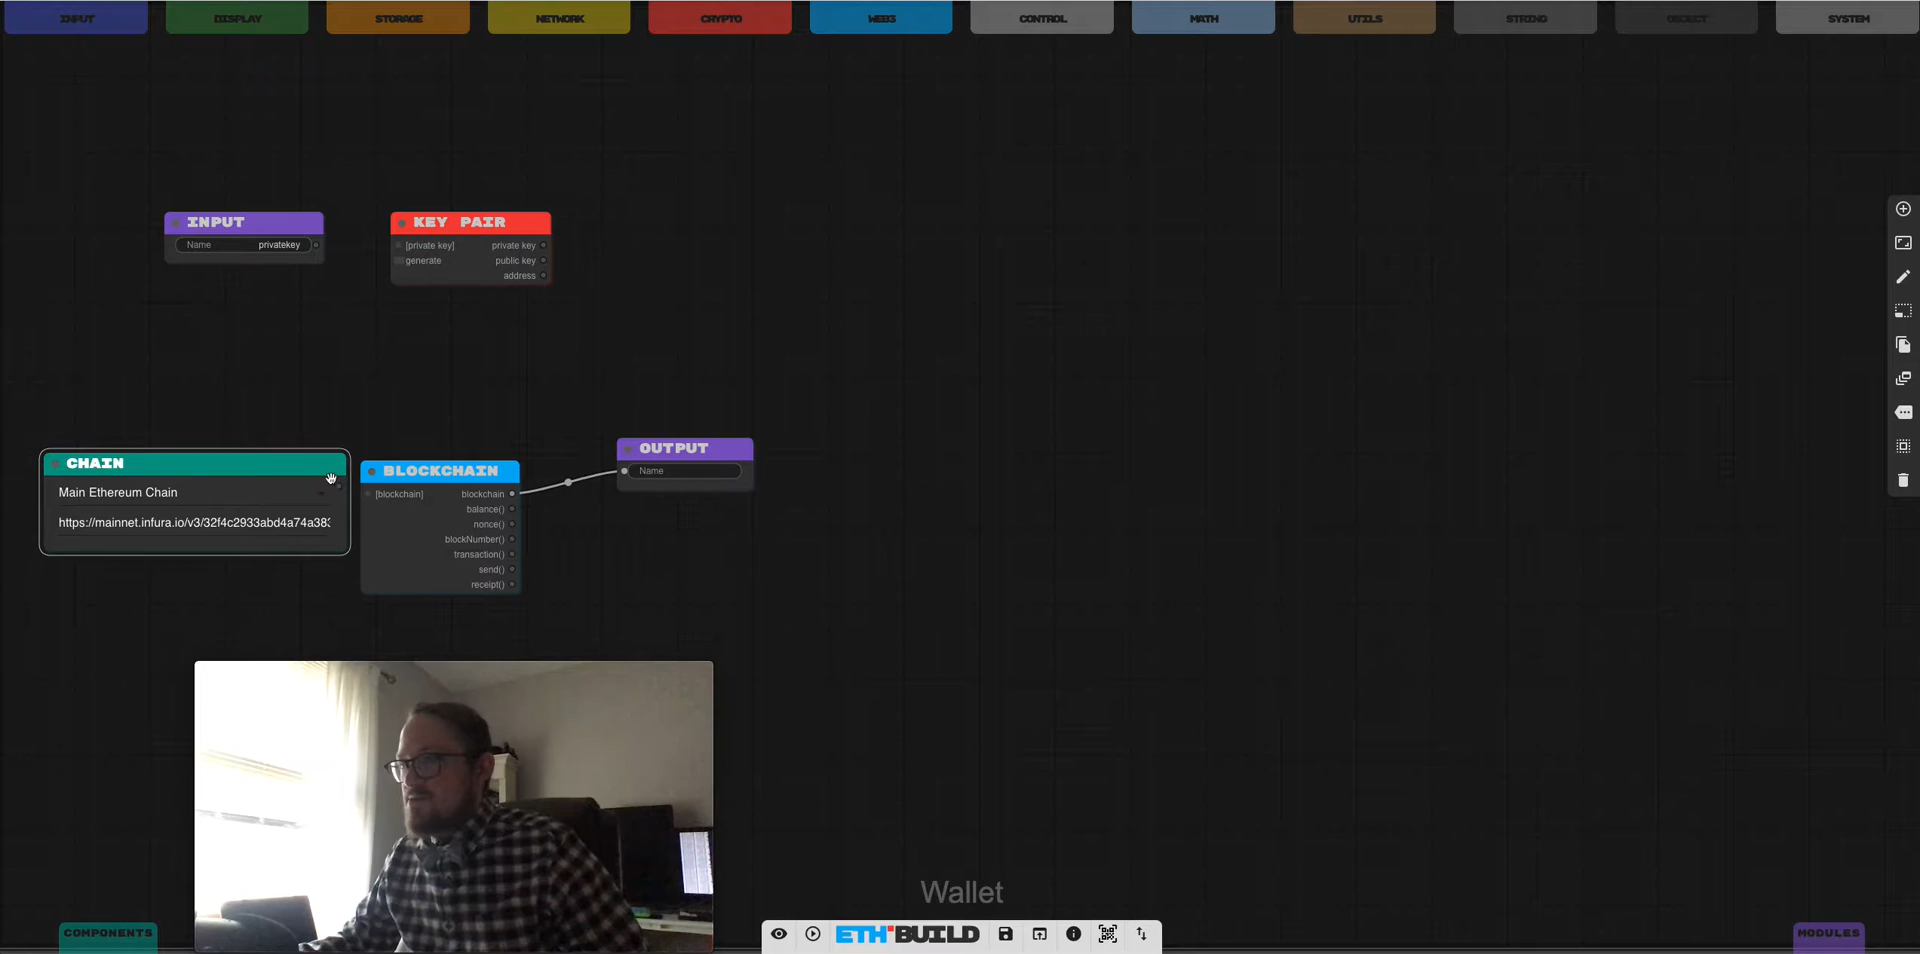 INPUT DISPLAY STORAGE NETWORK CRYPTO WEB3 CONTROL MATH UTILS STRING OBJECT SYSTEM
INPUT
Name privatekey
KEY PAIR
[private key] private key
generate public key
address
CHAIN
Main Ethereum Chain
https://mainnet.infura.io/v3/32f4c2933abd4a74a383
BLOCKCHAIN
[blockchain] blockchain
balance()
nonce()
blockNumber()
transaction()
send()
receipt()
OUTPUT
Name
Wallet
COMPONENTS
ETH BUILD
MODULES